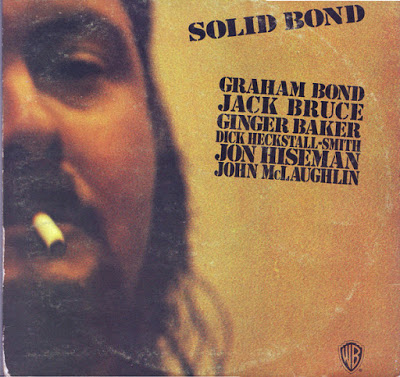 SOLID BOND
GRAHAM BOND
JACK BRUCE
GINGER BAKER
DICK HECKSTALL-SMITH
JON HISEMAN
JOHN McLAUGHLIN
WB